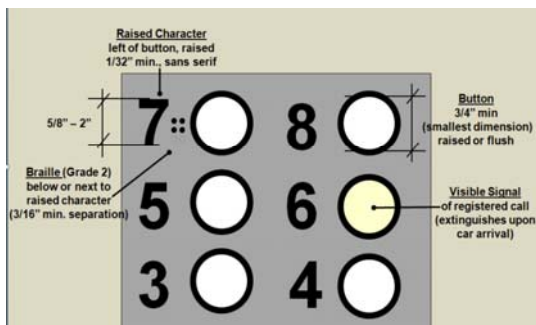 Raised Character
left of button, raised
1/32” min., sans serif
5/8” – 2”
7
8
Button
3/4” min
(smallest dimension)
raised or flush
Braille (Grade 2)
below or next to
raised character
(3/16” min. separation)
5
6
Visible Signal
of registered call
(extinguishes upon
car arrival)
3
4